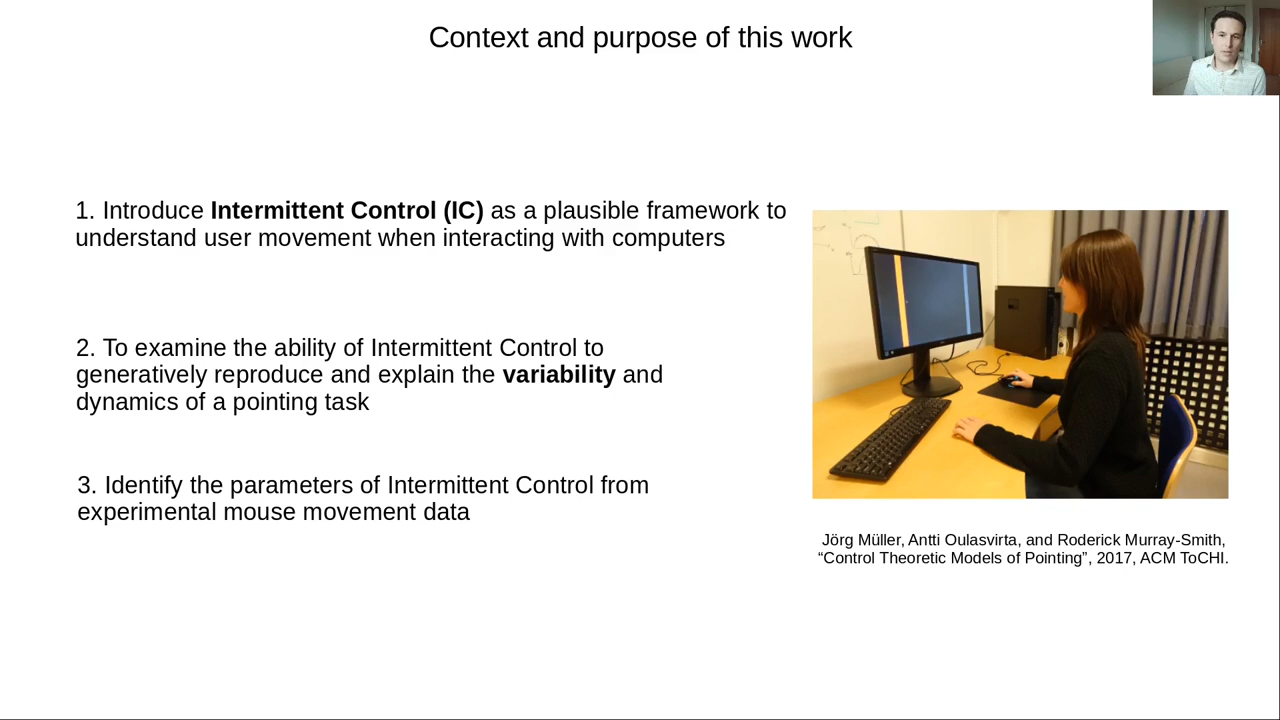 Context and purpose of this work
1. Introduce Intermittent Control (IC) as a plausible framework to
understand user movement when interacting with computers
2. To examine the ability of Intermittent Control to
generatively reproduce and explain the variability and
dynamics of a pointing task
3. Identify the parameters of Intermittent Control from
experimental mouse movement data
Jörg Müller, Antti Oulasvirta, and Roderick Murray-Smith,
“Control Theoretic Models of Pointing”, 2017, ACM ToCHI.